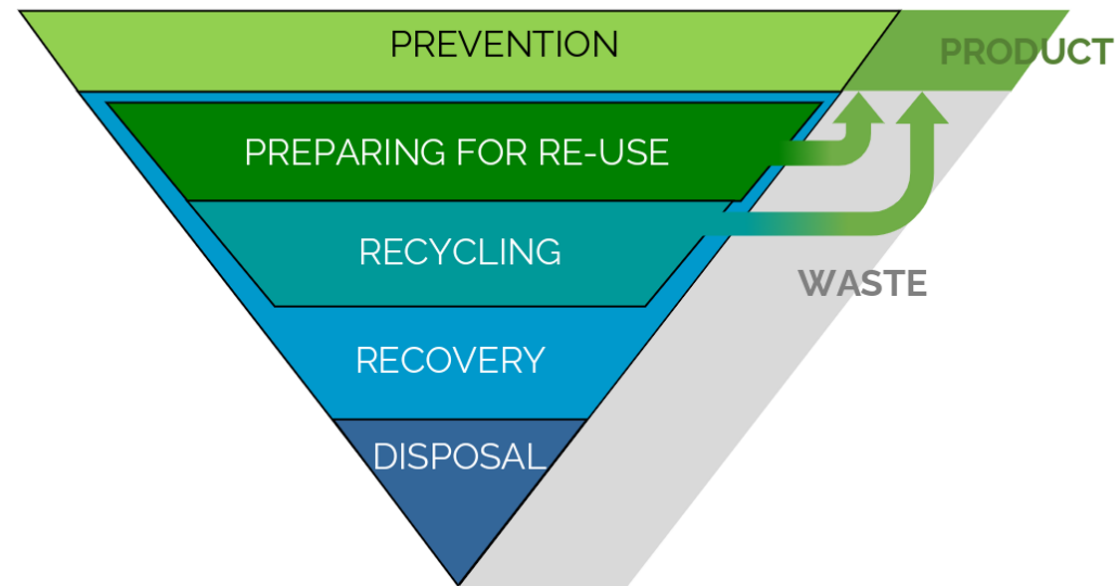 PREVENTION
PRODUCT
PREPARING FOR RE-USE
RECYCLING
WASTE
RECOVERY
DISPOSAL